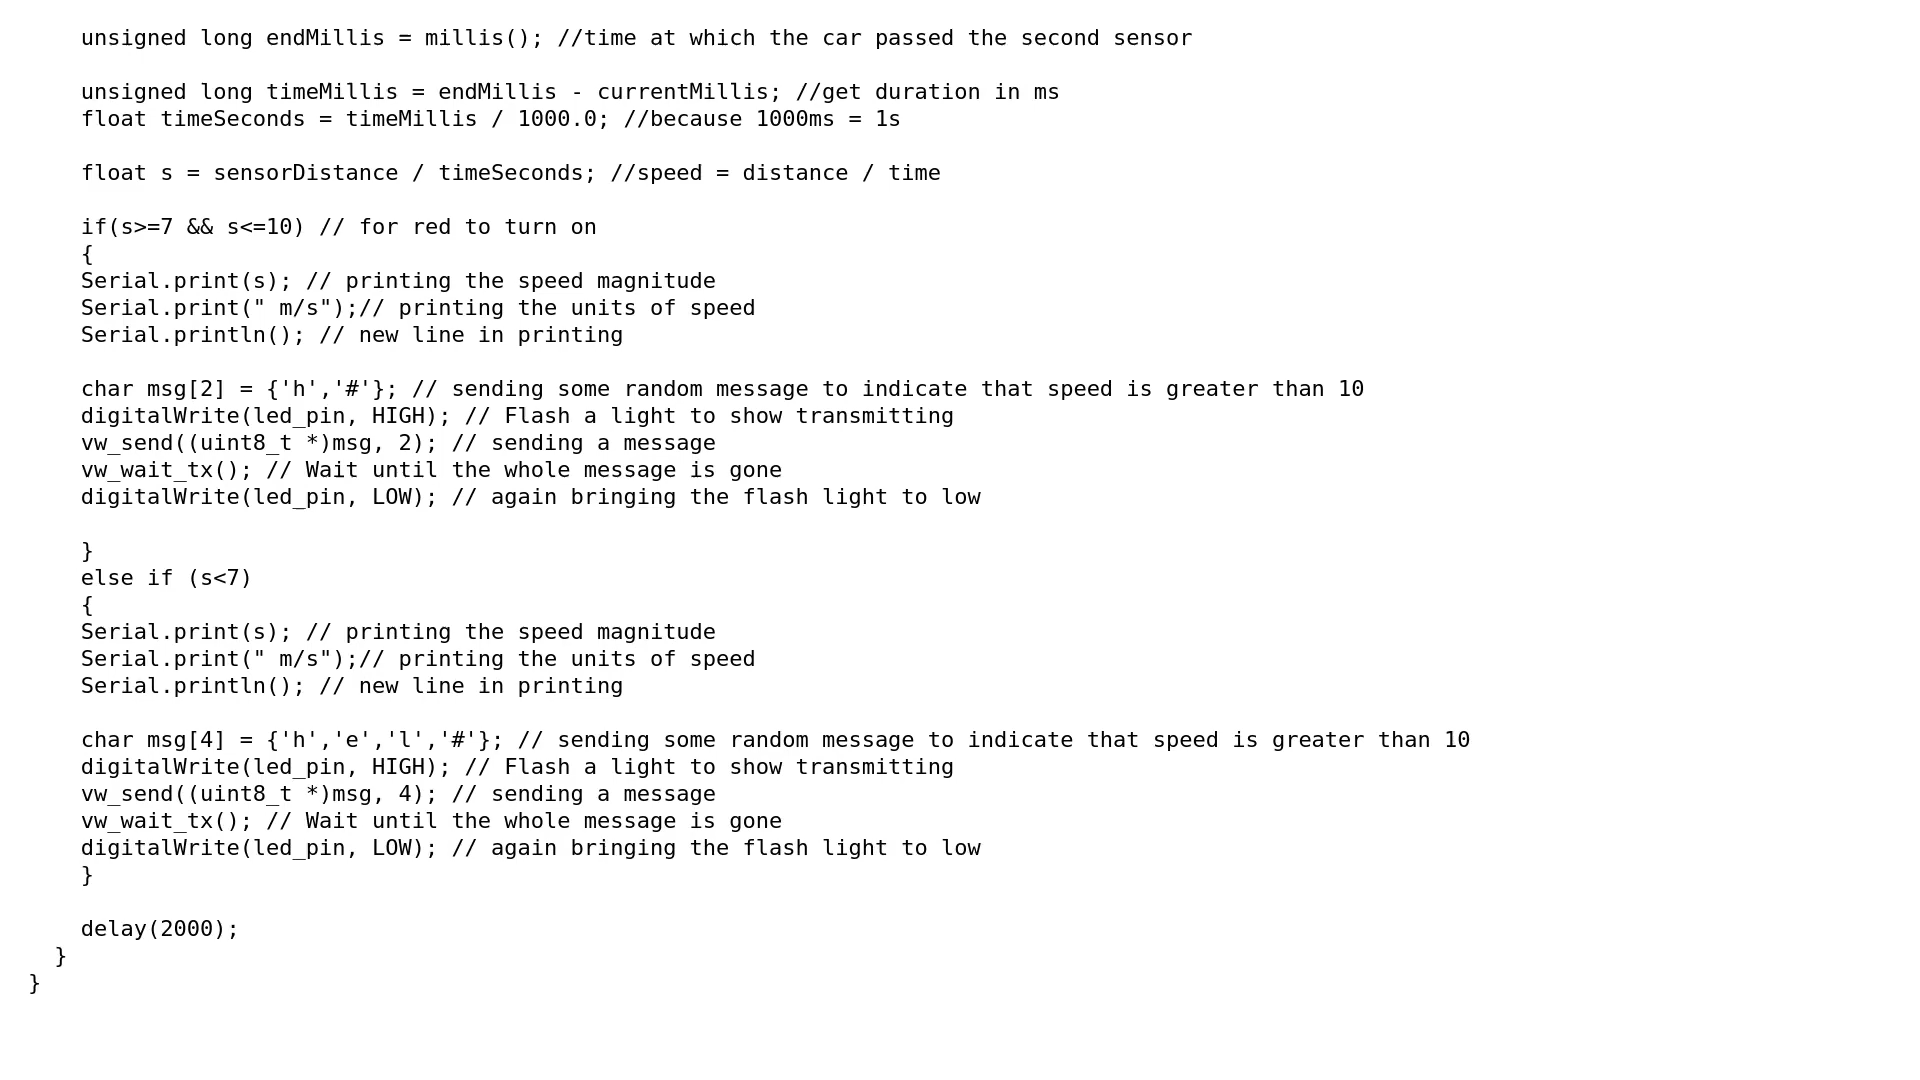 unsigned long endMillis = millis(); //time at which the car passed the second sensor
unsigned long timeMillis = endMillis - currentMillis; //get duration in ms
float timeSeconds = timeMillis / 1000.0; //because 1000ms = 1s
float s = sensorDistance / timeSeconds; //speed = distance / time
if(s>=7 && s<=10) // for red to turn on
{
Serial.print(s); // printing the speed magnitude
Serial.print(" m/s");// printing the units of speed
Serial.println(); // new line in printing
char msg[2] = {'h','#'}; // sending some random message to indicate that speed is greater than 10
digitalWrite(led_pin, HIGH); // Flash a light to show transmitting
vw_send((uint8_t *)msg, 2); // sending a message
vw_wait_tx(); // Wait until the whole message is gone
digitalWrite(led_pin, LOW); // again bringing the flash light to low
}
else if (s<7)
{
Serial.print(s); // printing the speed magnitude
Serial.print(" m/s");// printing the units of speed
Serial.println(); // new line in printing
char msg[4] = {'h','e','l','#'}; // sending some random message to indicate that speed is greater than 10
digitalWrite(led_pin, HIGH); // Flash a light to show transmitting
vw_send((uint8_t *)msg, 4); // sending a message
vw_wait_tx(); // Wait until the whole message is gone
digitalWrite(led_pin, LOW); // again bringing the flash light to low
}
delay(2000);
}
}